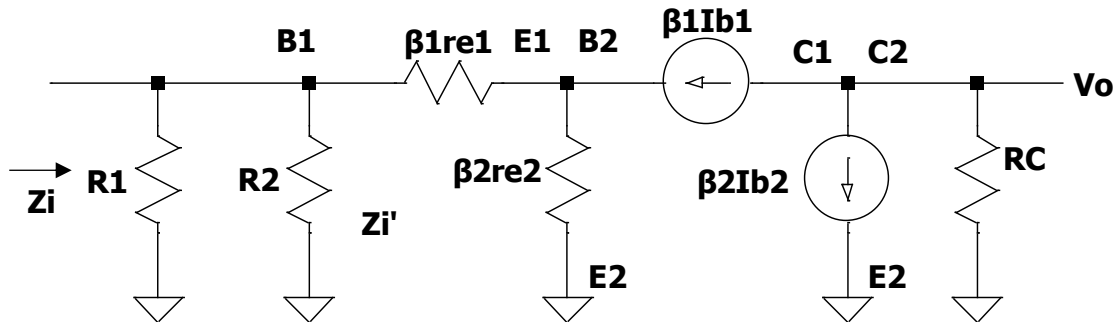 β1Ib1
B1 β1re1 E1 B2 C1 C2
Vo
R1 R2 β2re2 β2Ib2 RC
Zi
Zi'
E2 E2